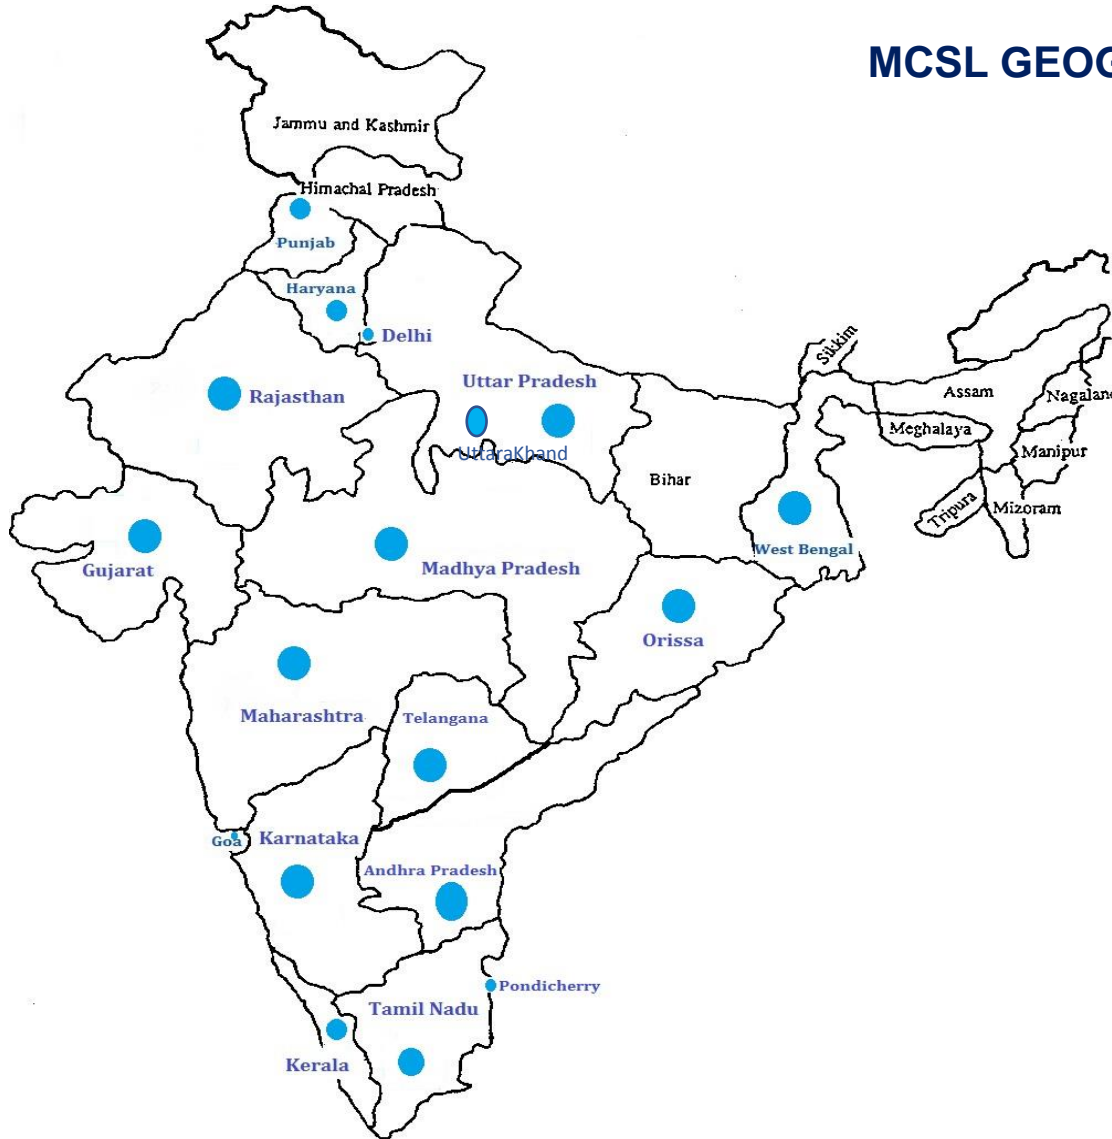 MCSL GEOG
Jammu and Kashmir
Himachal Pradesh
Punjab
Haryana
Delhi
Sikkim
Uttar Pradesh
Rajasthan
Assam
Nagaland
Meghalaya
UttaraKhand
Manipur
Bihar
Tripura
Mizoram
West Bengal
Gujarat
Madhya Pradesh
Orissa
Maharashtra
Telangana
Goa
Karnataka
Andhra Pradesh
Pondicherry
Tamil Nadu
Kerala